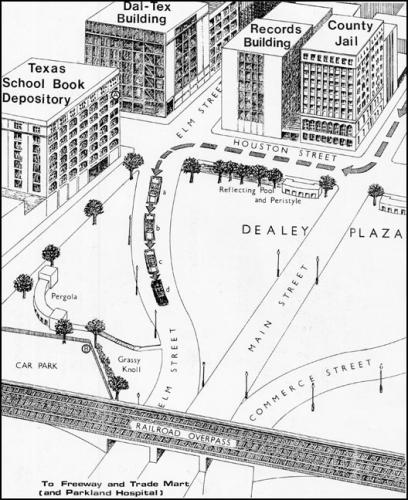 Dal-Tex
Building
Records
Building
County
Jail
Texas
School Book
Depository
ELM STREET
HOUSTON STREET
Reflecting Pool
and Peristyle
a
b
c
d
DEALEY PLAZA
Pergola
MAIN STREET
Grassy
Knoll
CAR PARK
ELM STREET
COMMERCE STREET
RAILROAD OVERPASS
To Freeway and Trade Mart
(and Parkland Hospital)